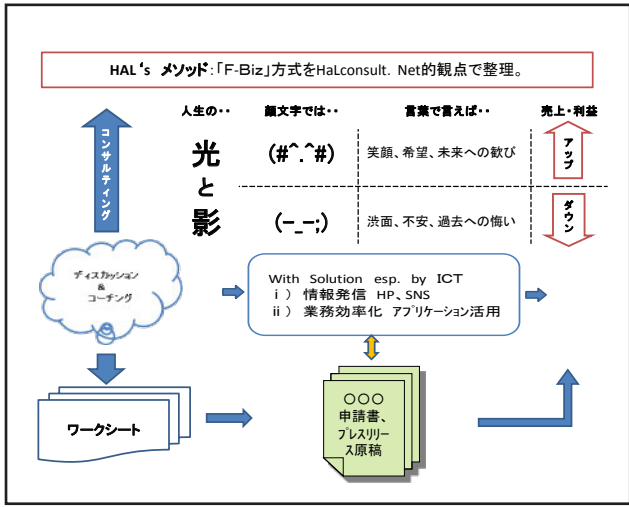 HAL‘s メソッド：「F-Biz」方式をHaLconsult. Net的観点で整理。
人生の・・ 顔文字では・・ 言葉で言えば・・ 売上・利益
コンサルティング
光
と
影
(#^.^#)
笑顔、希望、未来への歓び
アップ
(−_−;)
渋面、不安、過去への悔い
ダウン
ディスカッション
&
コーチング
With Solution esp. by ICT
ⅰ） 情報発信 HP、SNS
ⅱ） 業務効率化 アプリケーション活用
ワークシート
○○○
申請書、
プレスリリー
ス原稿